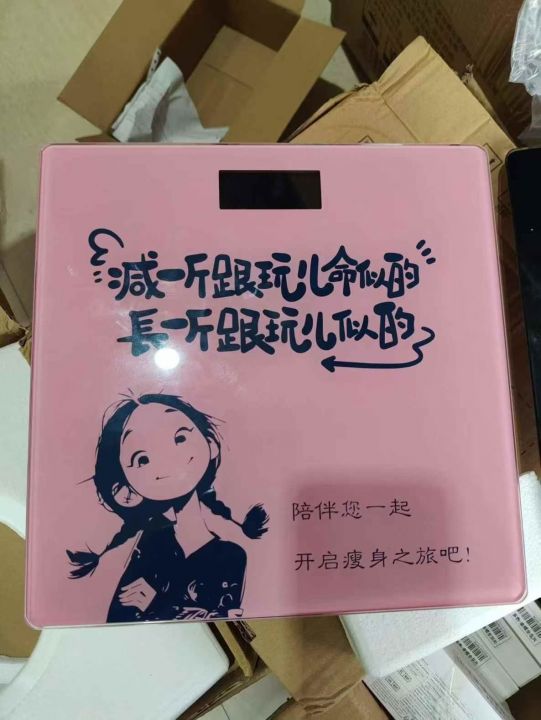 减一斤跟玩儿命似的
長一斤跟玩儿似的
陪伴您一起
开启瘦身之旅吧!